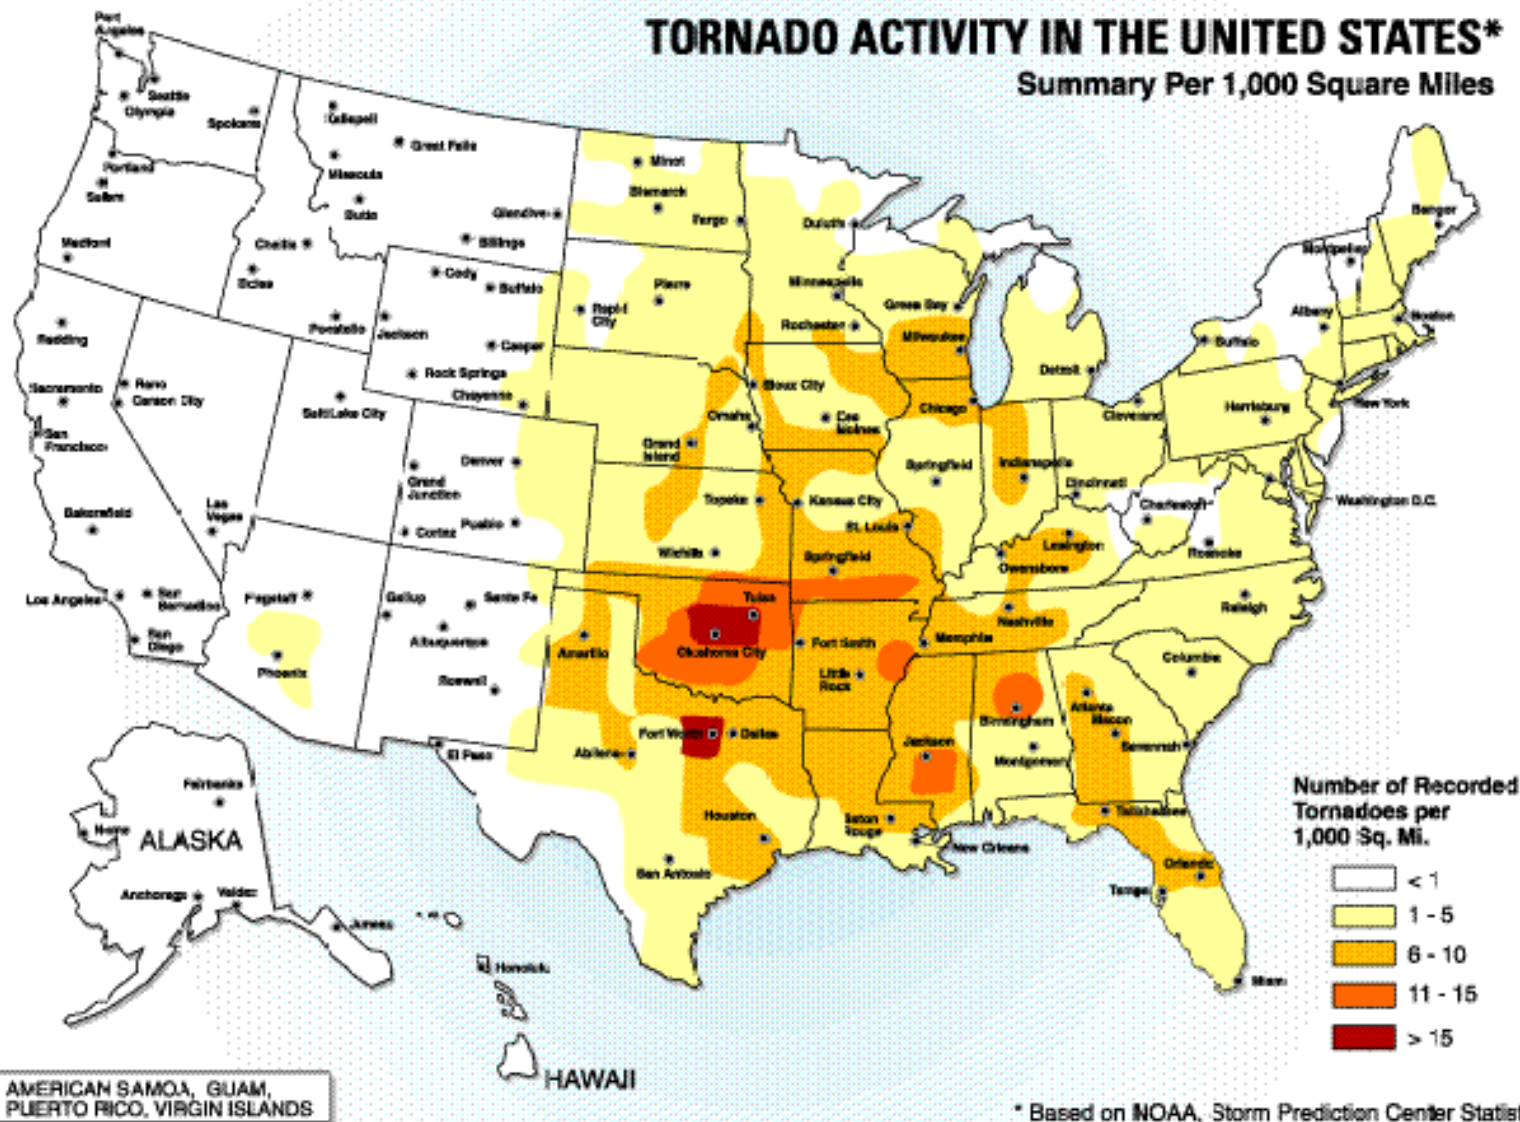 TORNADO ACTIVITY IN THE UNITED STATES*
Summary Per 1,000 Square Miles
Port
Angeles
Seattle
Olympia
Spokane
Portland
Salem
Medford
Kalispell
Great Falls
Missoula
Butte
Glendive
Billings
Challis
Boise
Pocatello
Cody
Buffalo
Jackson
Casper
Rock Springs
Cheyenne
Minot
Bismarck
Fargo
Pierre
Rapid
City
Duluth
Minneapolis
Rochester
Green Bay
Milwaukee
Detroit
Bangor
Montpelier
Albany
Boston
Buffalo
New York
Harrisburg
Cleveland
Redding
Sacramento
San
Francisco
Reno
Carson City
Salt Lake City
Bakersfield
Las
Vegas
Los Angeles
San
Bernadino
San
Diego
Denver
Grand
Junction
Pueblo
Cortez
Sioux City
Omaha
Des
Moines
Grand
Island
Chicago
Springfield
Indianapolis
Cincinnati
Charleston
Washington D.C.
Roanoke
Topeka
Kansas City
St. Louis
Wichita
Springfield
Lexington
Owensboro
Flagstaff
Phoenix
Gallup
Santa Fe
Albuquerque
Roswell
El Paso
Amarillo
Tulsa
Oklahoma City
Fort Smith
Little
Rock
Memphis
Nashville
Raleigh
Columbia
Atlanta
Macon
Savannah
Birmingham
Montgomery
Jackson
Fort Worth
Dallas
Abilene
Houston
San Antonio
Baton
Rouge
New Orleans
Tallahassee
Orlando
Tampa
Miami
Fairbanks
Nome
ALASKA
Anchorage
Valdez
Juneau
Honolulu
HAWAII
Number of Recorded
Tornadoes per
1,000 Sq. Mi.
< 1
1 - 5
6 - 10
11 - 15
> 15
AMERICAN SAMOA, GUAM,
PUERTO RICO, VIRGIN ISLANDS
* Based on NOAA, Storm Prediction Center Statist